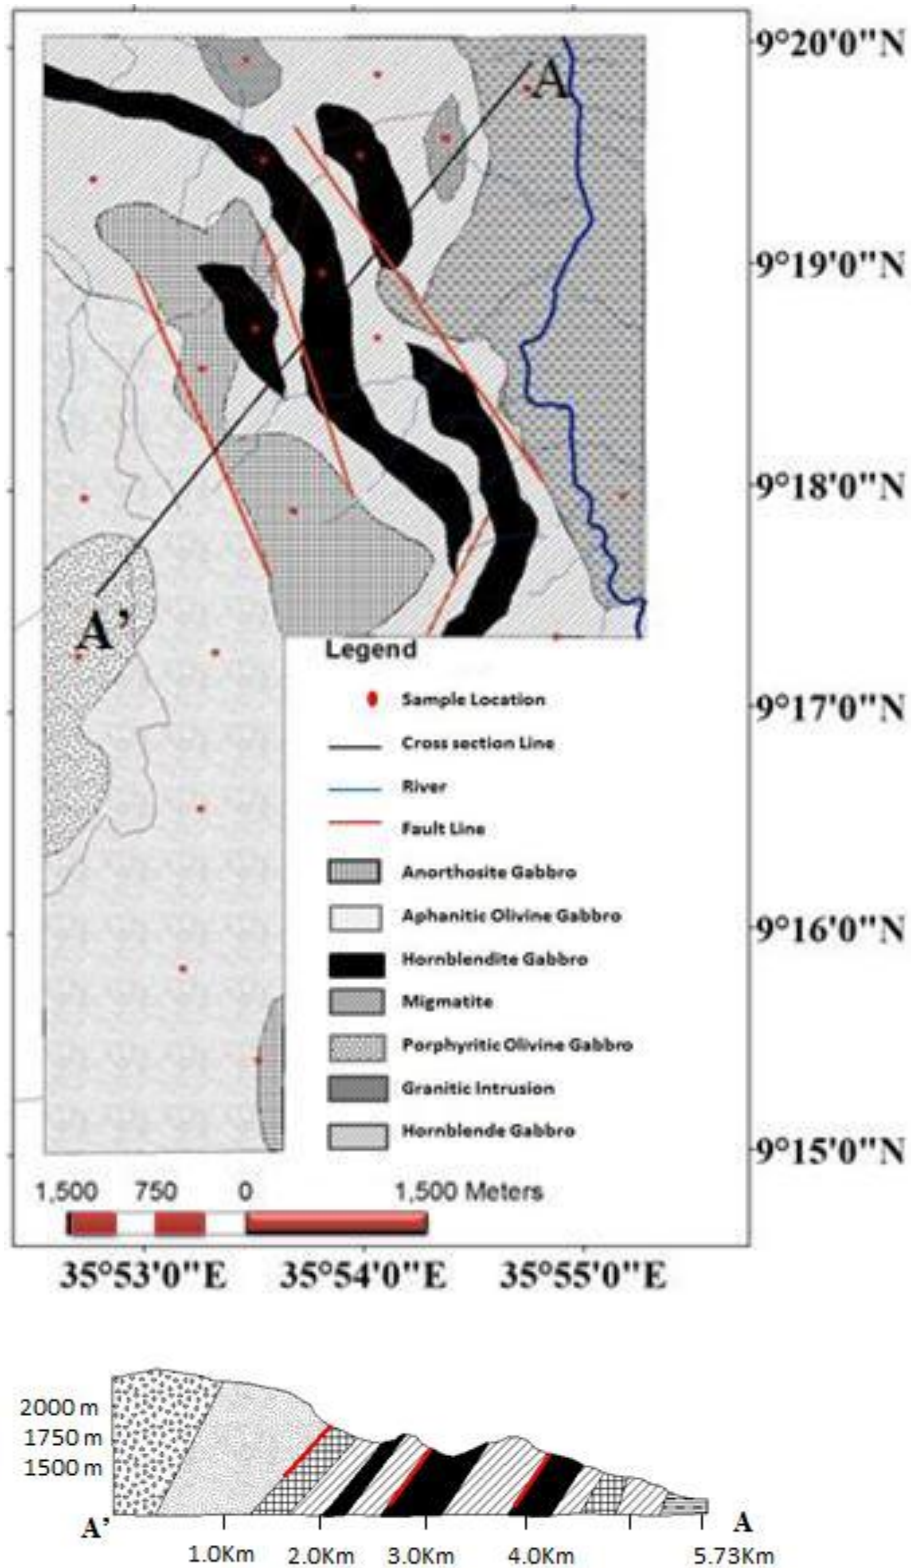 9°20'0"N
A
9°19'0"N
9°18'0"N
A’
Legend
Sample Location
9°17'0"N
Cross section Line
River
Fault Line
Anorthosite Gabbro
Aphanitic Olivine Gabbro
9°16'0"N
Hornblendite Gabbro
Migmatite
Porphyritic Olivine Gabbro
Granitic Intrusion
Hornblende Gabbro
9°15'0"N
1,500 750 0 1,500 Meters
35°53'0"E 35°54'0"E 35°55'0"E
2000 m
1750 m
1500 m
A’ A
1.0Km 2.0Km 3.0Km 4.0Km 5.73Km